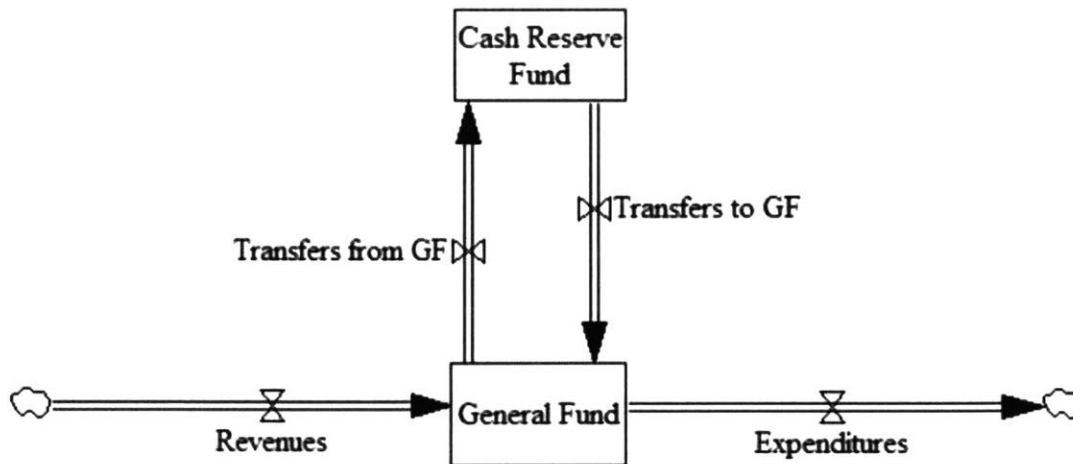 Cash Reserve
Fund
Transfers to GF
Transfers from GF
General Fund
Revenues
Expenditures